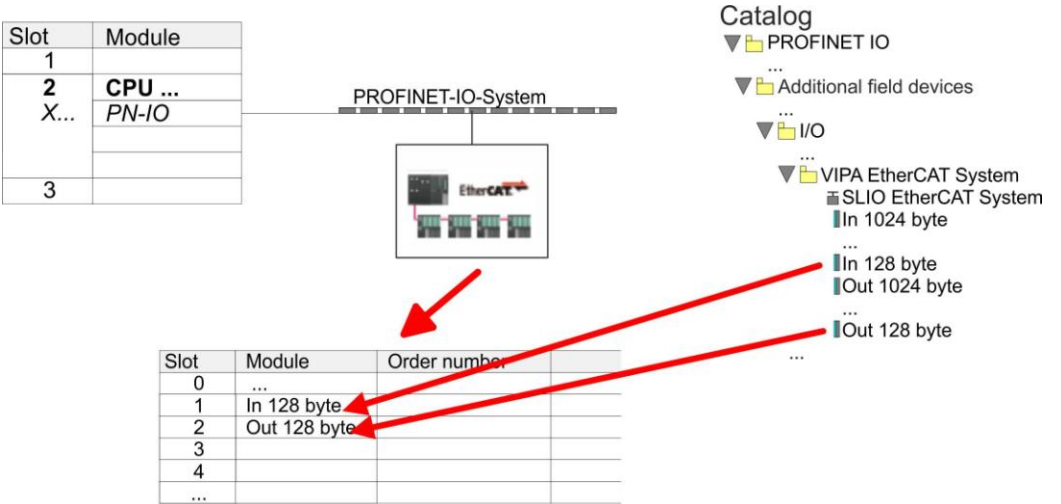 Slot Module
1
2 CPU ...
X... PN-IO
3
PROFINET-IO-System
EtherCAT
Catalog
PROFINET IO
...
Additional field devices
...
I/O
...
VIPA EtherCAT System
SLIO EtherCAT System
In 1024 byte
...
In 128 byte
Out 1024 byte
...
Out 128 byte
...
Slot Module Order number
0 ...
1 In 128 byte
2 Out 128 byte
3
4
...